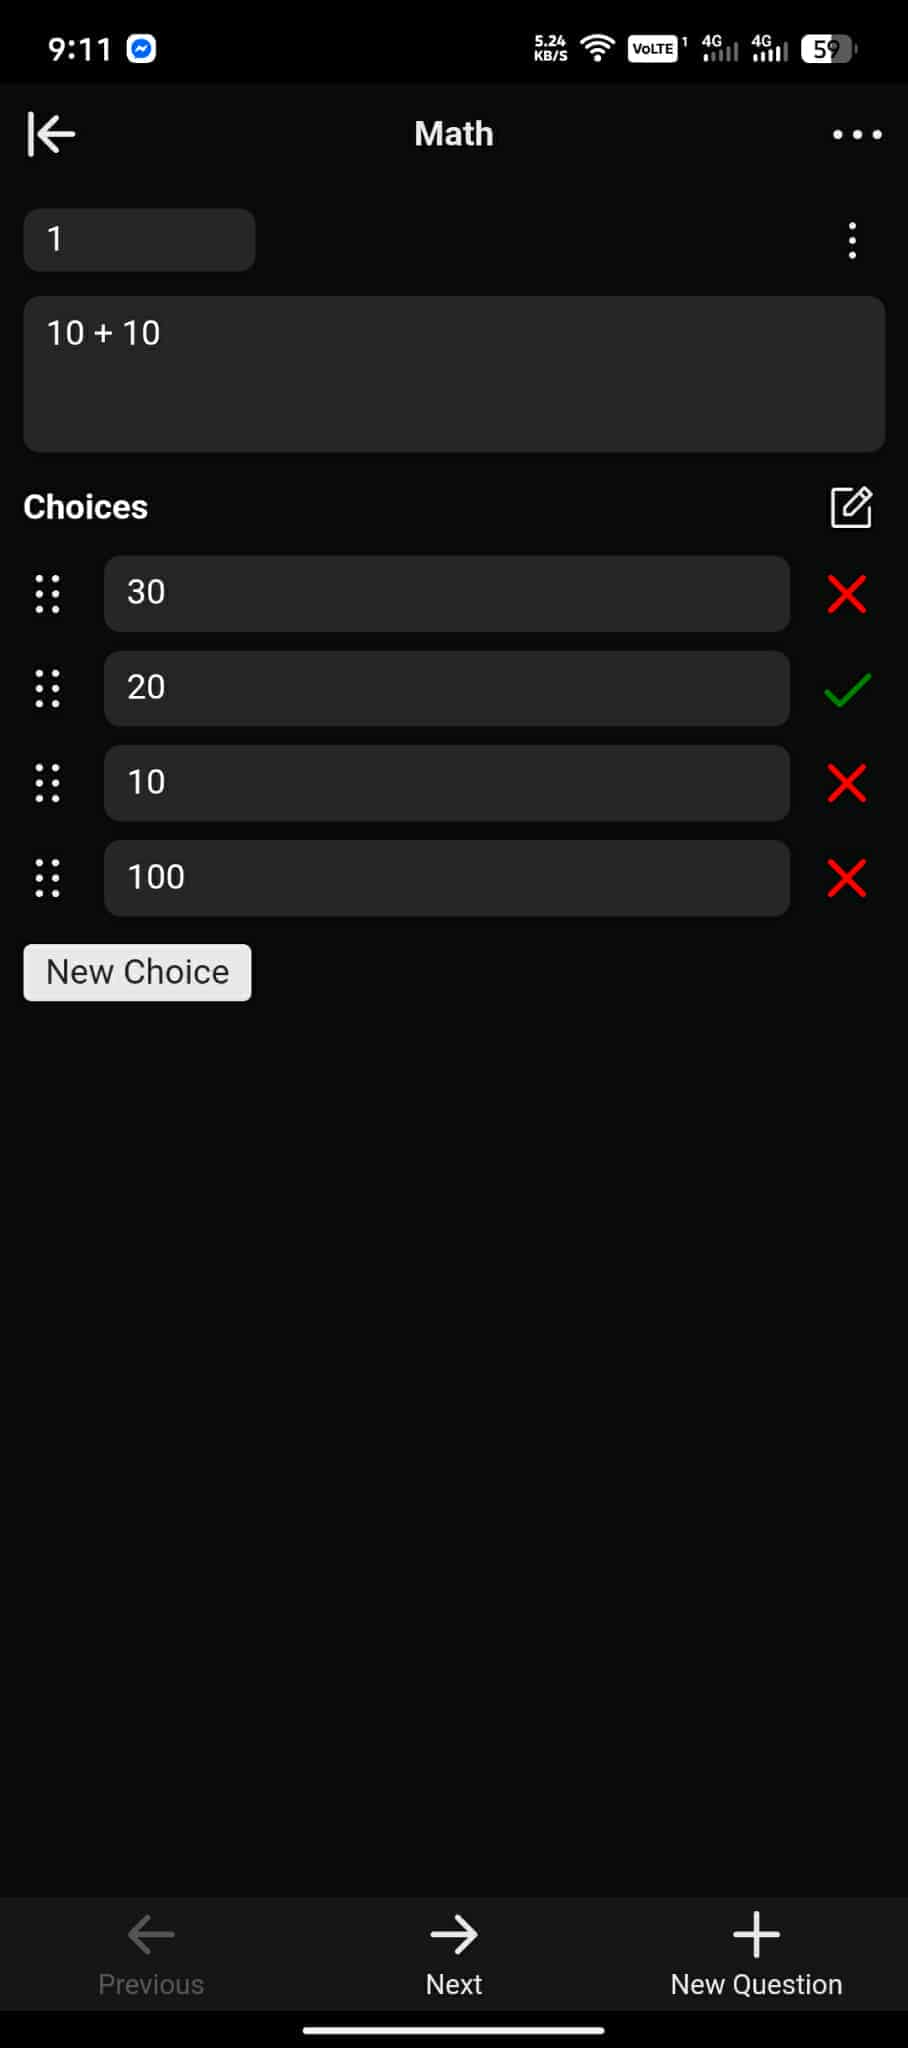 9:11 5.24 KB/S VoLTE 1 4G 4G 59
Math
1
10 + 10
Choices
30
20
10
100
New Choice
Previous Next New Question